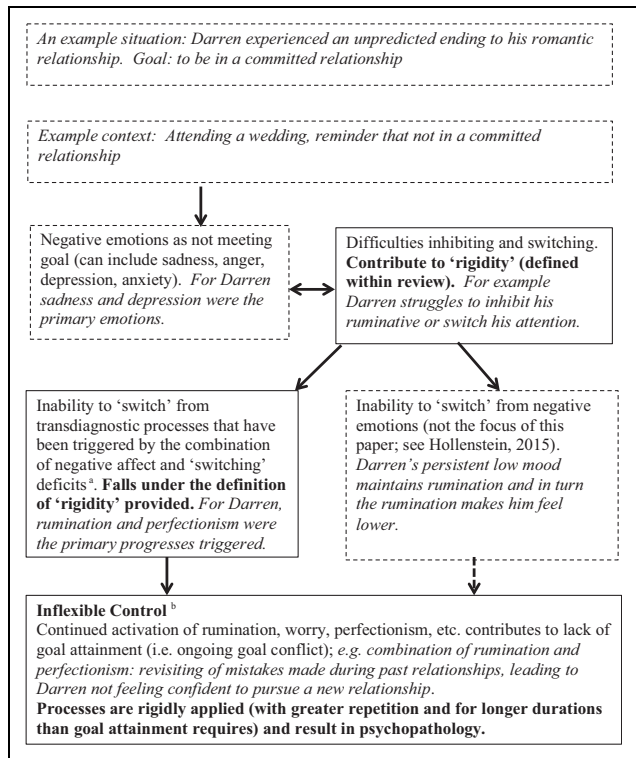 An example situation: Darren experienced an unpredicted ending to his romantic
relationship. Goal: to be in a committed relationship
Example context: Attending a wedding, reminder that not in a committed
relationship
Negative emotions as not meeting
goal (can include sadness, anger,
depression, anxiety). For Darren
sadness and depression were the
primary emotions.
Difficulties inhibiting and switching.
Contribute to ‘rigidity’ (defined
within review). For example
Darren struggles to inhibit his
ruminative or switch his attention.
Inability to ‘switch’ from
transdiagnostic processes that have
been triggered by the combination
of negative affect and ‘switching’
deficits a. Falls under the definition
of ‘rigidity’ provided. For Darren,
rumination and perfectionism were
the primary progresses triggered.
Inability to ‘switch’ from negative
emotions (not the focus of this
paper; see Hollenstein, 2015).
Darren’s persistent low mood
maintains rumination and in turn
the rumination makes him feel
lower.
Inflexible Control b
Continued activation of rumination, worry, perfectionism, etc. contributes to lack of
goal attainment (i.e. ongoing goal conflict); e.g. combination of rumination and
perfectionism: revisiting of mistakes made during past relationships, leading to
Darren not feeling confident to pursue a new relationship.
Processes are rigidly applied (with greater repetition and for longer durations
than goal attainment requires) and result in psychopathology.